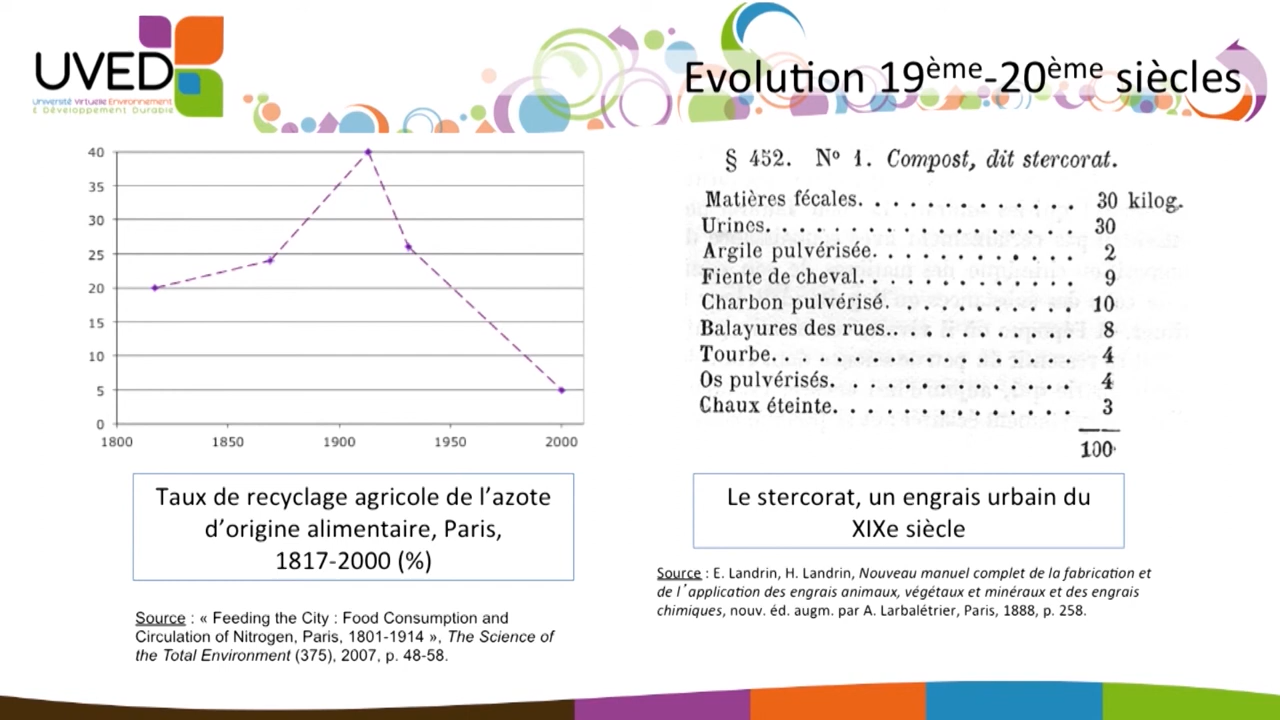 UVED
Université Virtuelle Environnement
& Développement Durable
Evolution 19ème-20ème siècles
40
35
30
25
20
15
10
5
0
1800 1850 1900 1950 2000
Taux de recyclage agricole de l’azote
d’origine alimentaire, Paris,
1817-2000 (%)
Source : « Feeding the City : Food Consumption and
Circulation of Nitrogen, Paris, 1801-1914 », The Science of
the Total Environment (375), 2007, p. 48-58.
§ 452. Nº 1. Compost, dit stercorat.
Matières fécales. . . . . . . . . . . . . 30 kilog.
Urines. . . . . . . . . . . . . . . . . 30
Argile pulvérisée. . . . . . . . . . . . 2
Fiente de cheval. . . . . . . . . . . . . 9
Charbon pulvérisé. . . . . . . . . . . . 10
Balayures des rues.. . . . . . . . . . . 8
Tourbe. . . . . . . . . . . . . . . . . 4
Os pulvérisés. . . . . . . . . . . . . . 4
Chaux éteinte. . . . . . . . . . . . . . 3
100
Le stercorat, un engrais urbain du
XIXe siècle
Source : E. Landrin, H. Landrin, Nouveau manuel complet de la fabrication et
de l’application des engrais animaux, végétaux et minéraux et des engrais
chimiques, nouv. éd. augm. par A. Larbalétrier, Paris, 1888, p. 258.